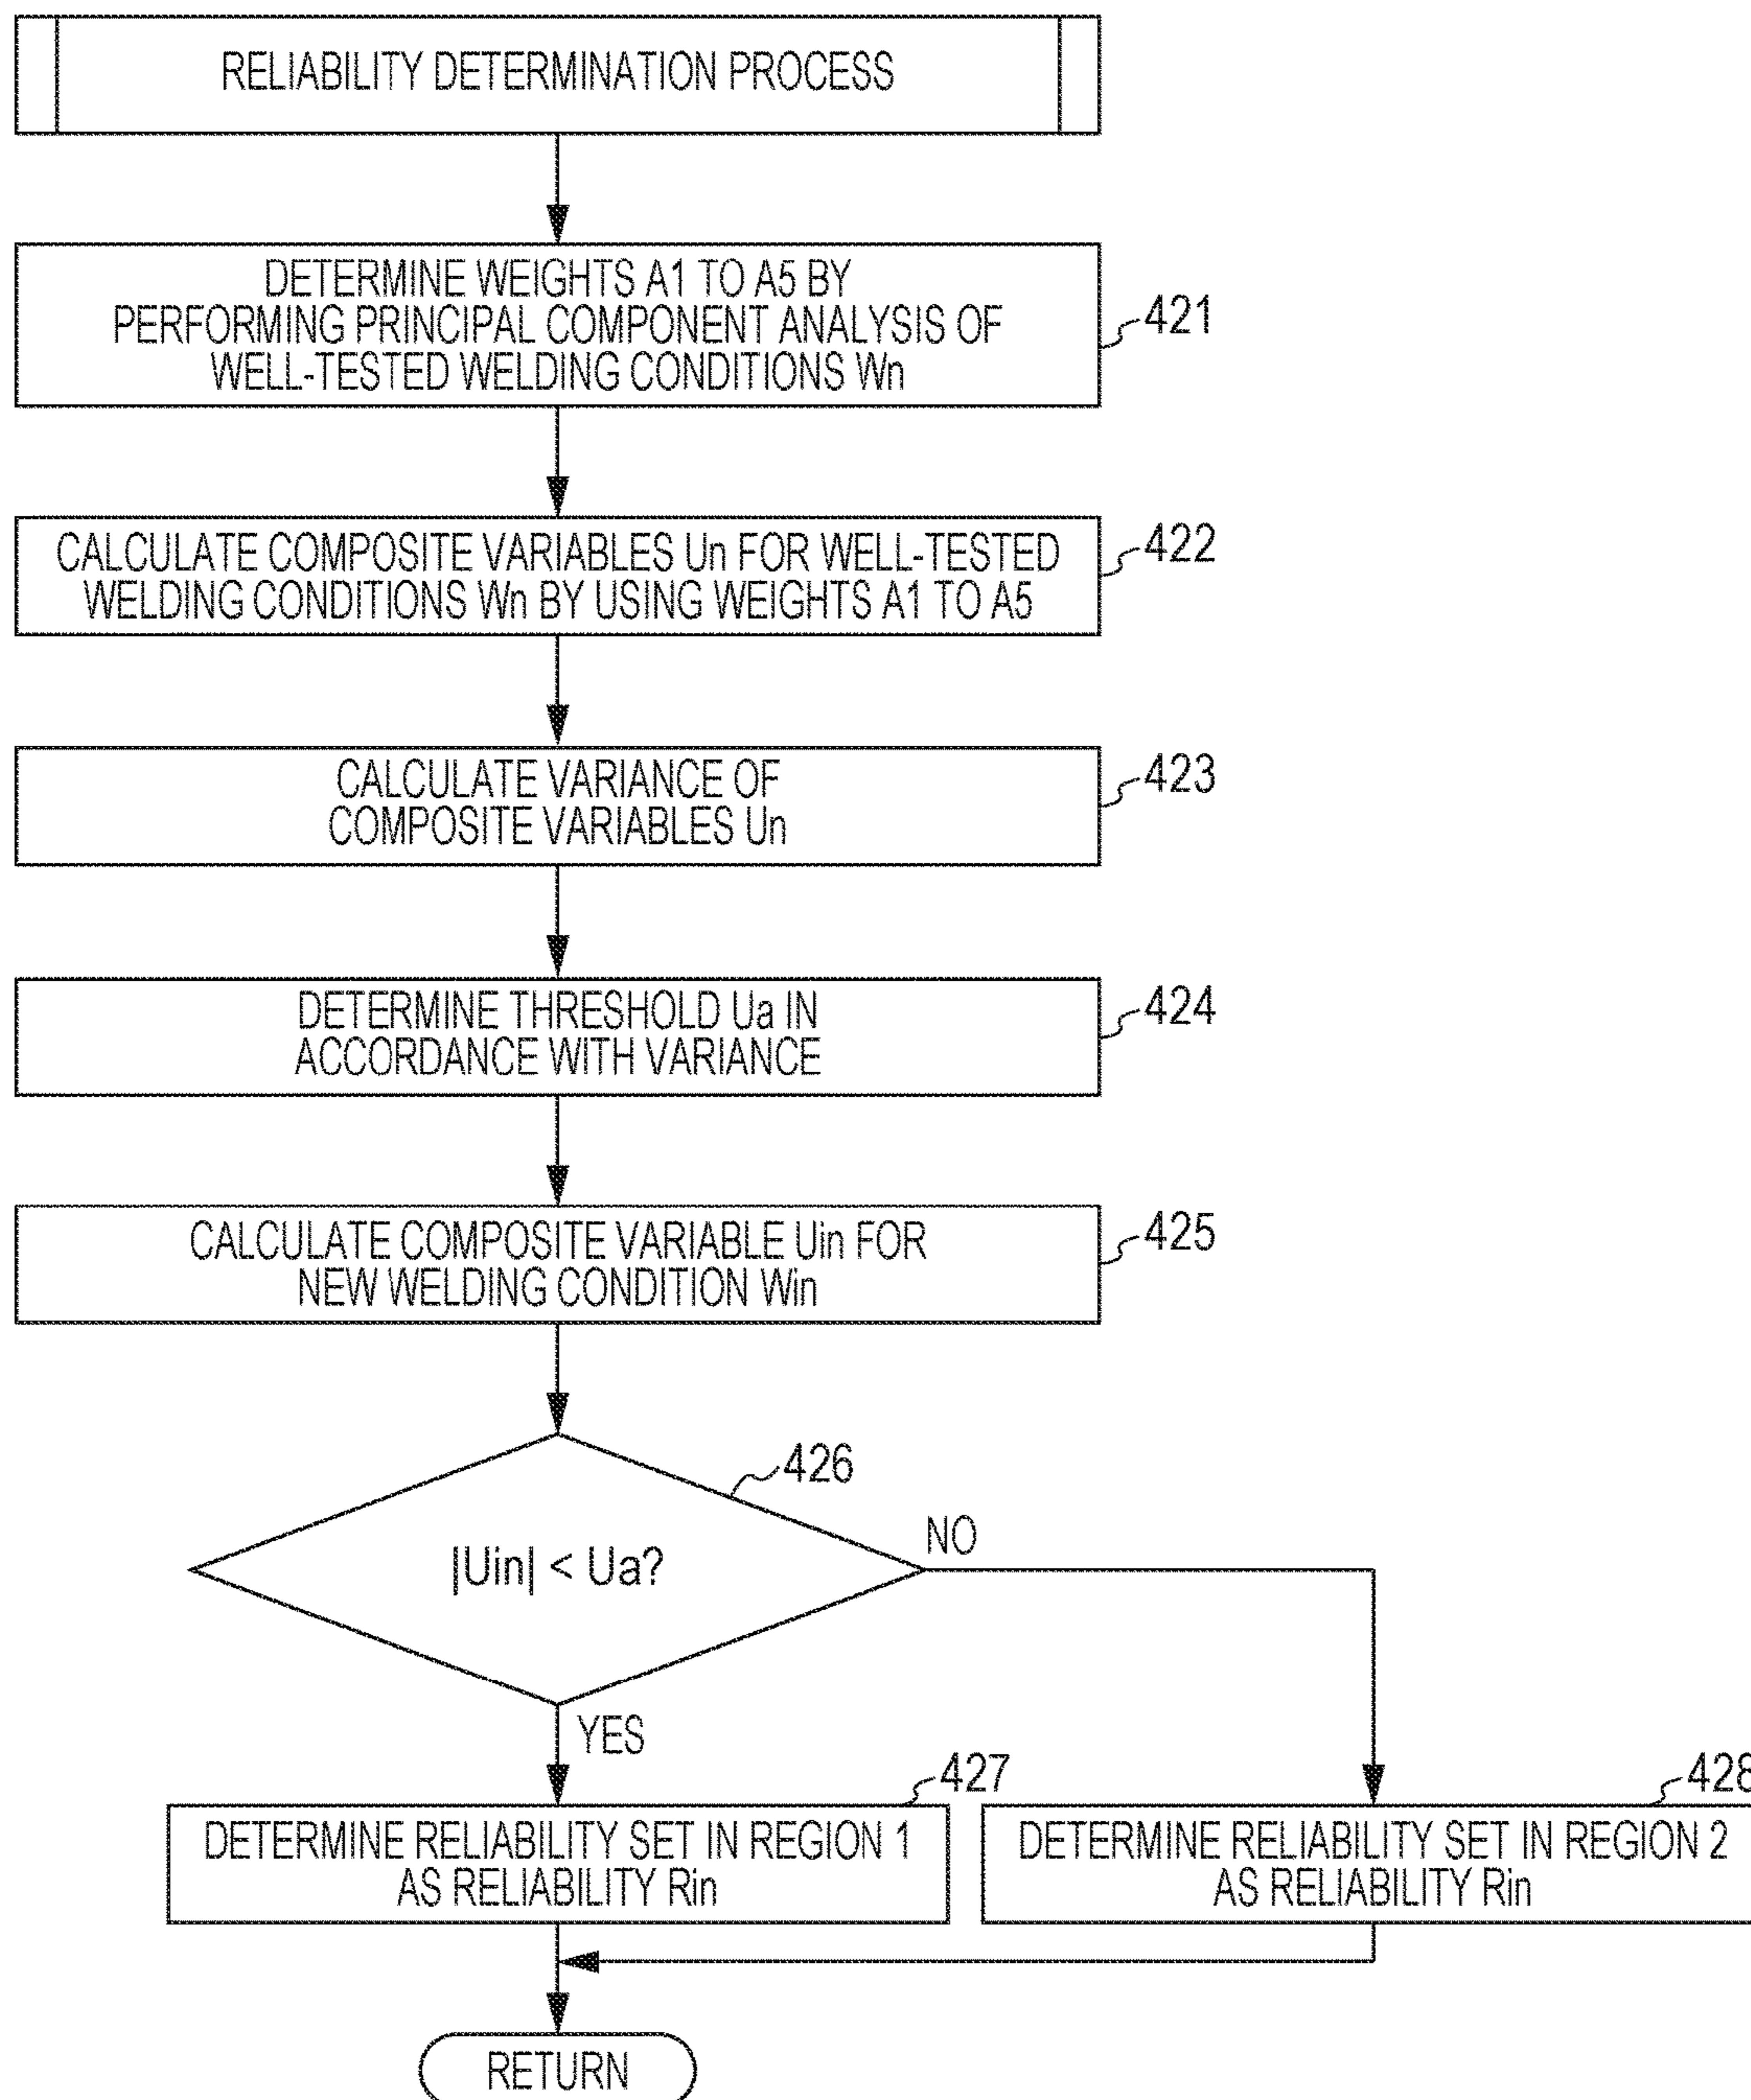 RELIABILITY DETERMINATION PROCESS
DETERMINE WEIGHTS A1 TO A5 BY
PERFORMING PRINCIPAL COMPONENT ANALYSIS OF
WELL-TESTED WELDING CONDITIONS Wn
421
CALCULATE COMPOSITE VARIABLES Un FOR WELL-TESTED
WELDING CONDITIONS Wn BY USING WEIGHTS A1 TO A5
422
CALCULATE VARIANCE OF
COMPOSITE VARIABLES Un
423
DETERMINE THRESHOLD Ua IN
ACCORDANCE WITH VARIANCE
424
CALCULATE COMPOSITE VARIABLE Uin FOR
NEW WELDING CONDITION Win
425
426
|Uin| < Ua?
NO
YES
427
DETERMINE RELIABILITY SET IN REGION 1
AS RELIABILITY Rin
428
DETERMINE RELIABILITY SET IN REGION 2
AS RELIABILITY Rin
RETURN